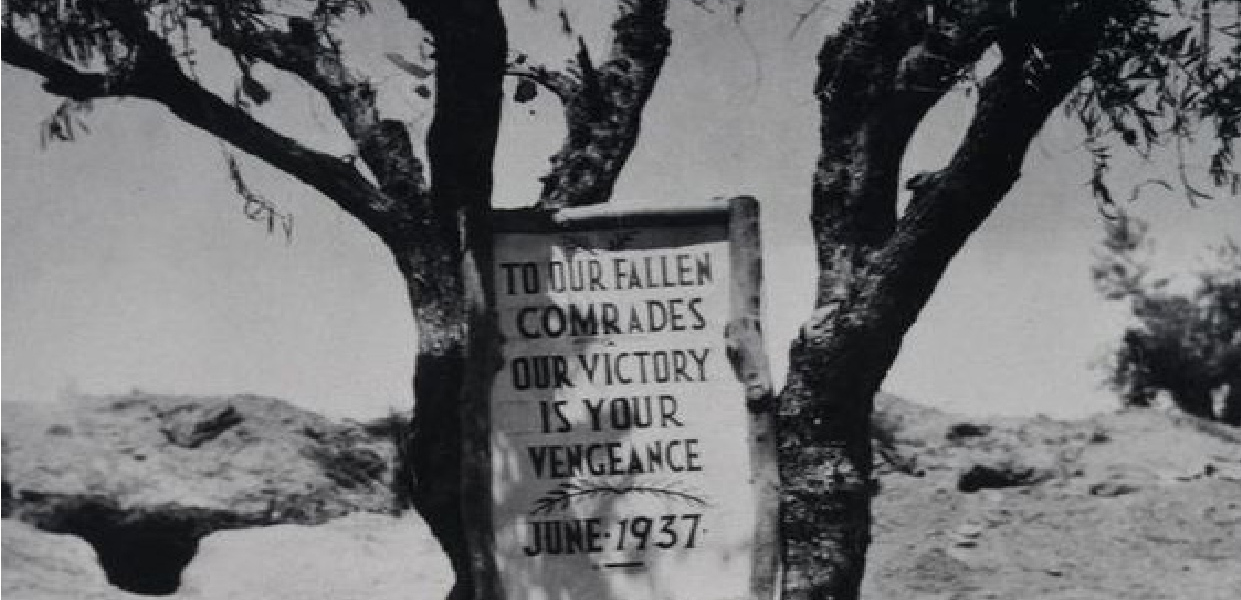 TO OUR FALLEN
COMRADES
OUR VICTORY
IS YOUR
VENGEANCE
JUNE·1937·